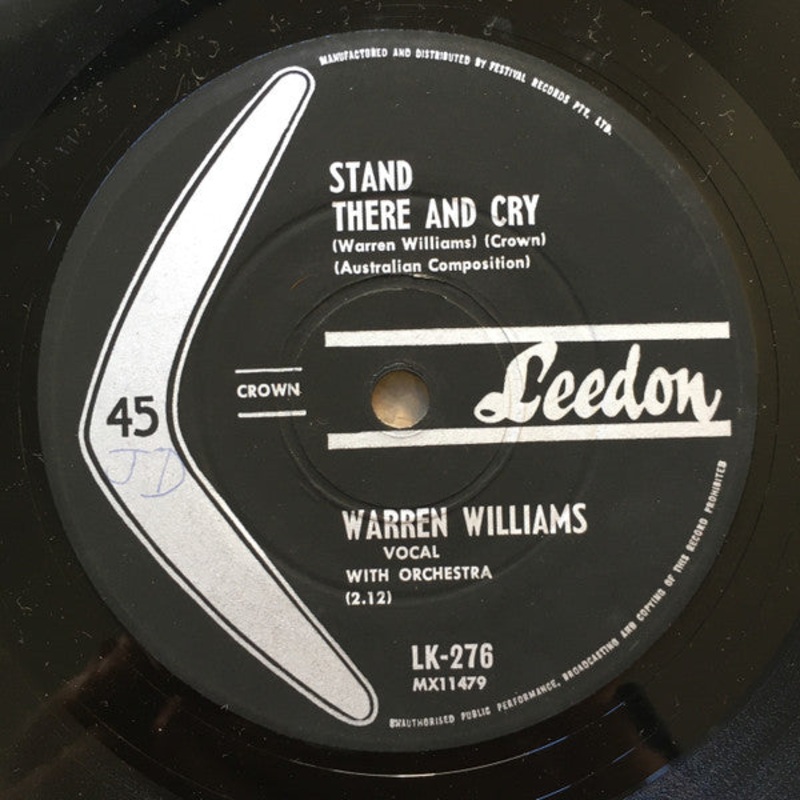 MANUFACTURED AND DISTRIBUTED BY FESTIVAL RECORDS PTY. LTD.
STAND
THERE AND CRY
(Warren Williams) (Crown)
(Australian Composition)
Leedon
CROWN
45
JD
WARREN WILLIAMS
VOCAL
WITH ORCHESTRA
(2.12)
LK-276
MX11479
UNAUTHORISED PUBLIC PERFORMANCE, BROADCASTING AND COPYING OF THIS RECORD PROHIBITED